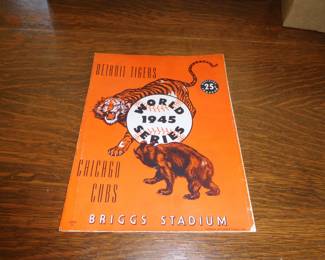 DETROIT TIGERS
25¢
WORLD
1945
SERIES
CHICAGO
CUBS
BRIGGS STADIUM